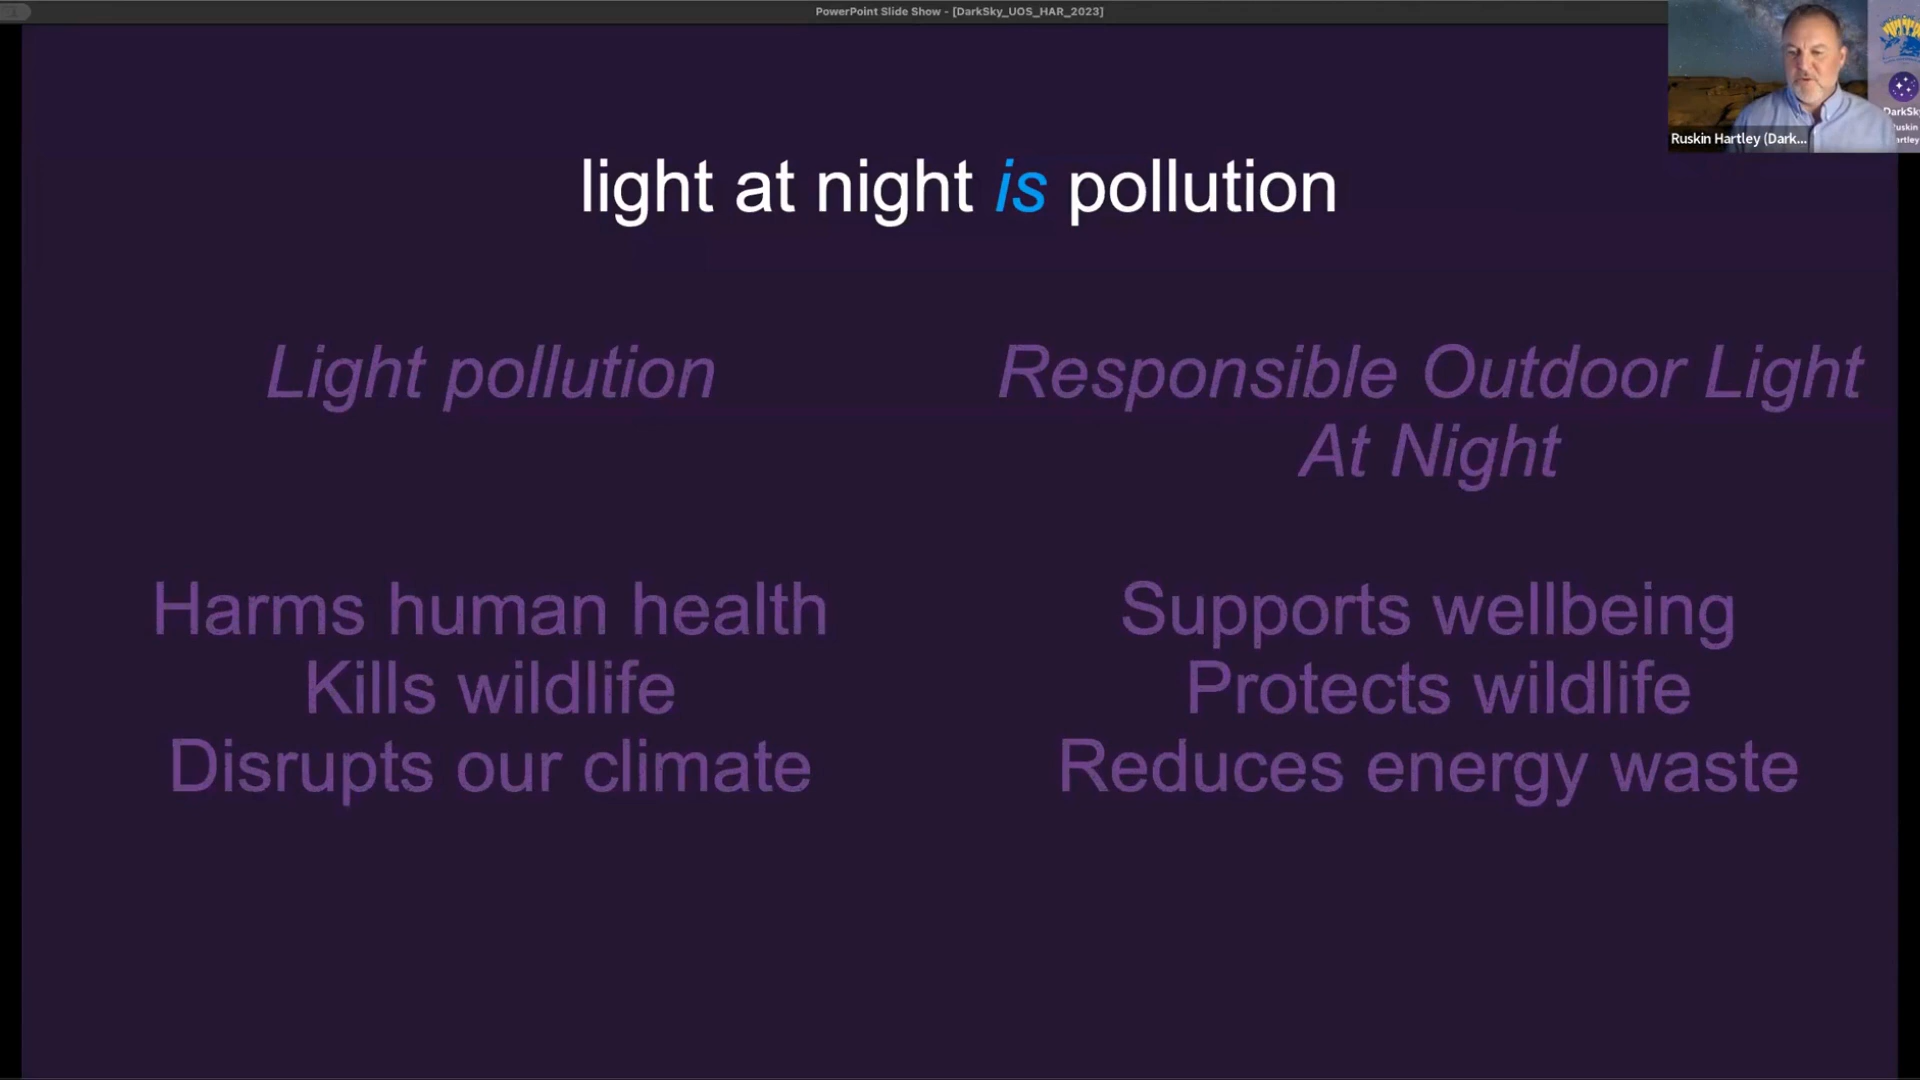 PowerPoint Slide Show - [DarkSky_UOS_HAR_2023]
Ruskin Hartley (Dark...
light at night is pollution
Light pollution
Responsible Outdoor Light
At Night
Harms human health
Kills wildlife
Disrupts our climate
Supports wellbeing
Protects wildlife
Reduces energy waste